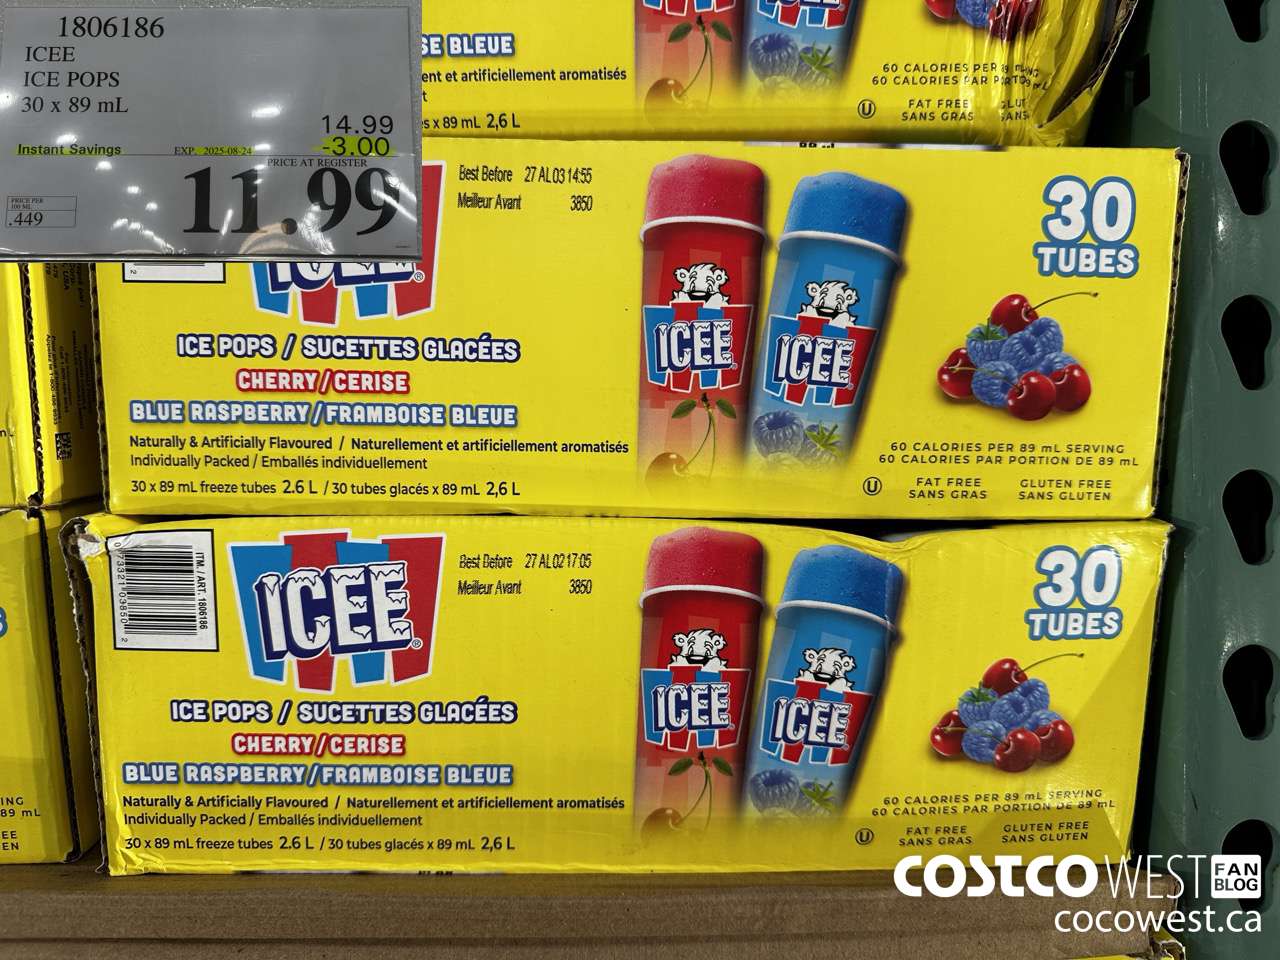 1806186
ICEE
ICE POPS
30 x 89 mL
14.99
Instant Savings EXP. 2025-08-24 -3.00
PRICE AT REGISTER
11.99
PRICE PER
100 ML
.449
SE BLEUE
ent et artificiellement aromatisés
t
es x 89 mL 2,6 L
60 CALORIES PER
60 CALORIES PAR
FAT FREE
SANS GRAS
Best Before 27 AL 03 14:55
Meilleur Avant 3850
30
TUBES
ICEE
ICEE
ICEE
ICE POPS / SUCETTES GLACÉES
CHERRY/CERISE
BLUE RASPBERRY/FRAMBOISE BLEUE
Naturally & Artificially Flavoured / Naturellement et artificiellement aromatisés
Individually Packed / Emballés individuellement
30 x 89 mL freeze tubes 2.6 L / 30 tubes glacés x 89 mL 2,6 L
60 CALORIES PER 89 mL SERVING
60 CALORIES PAR PORTION DE 89 mL
U FAT FREE GLUTEN FREE
SANS GRAS SANS GLUTEN
ITM. / ART. 1806186
0 73321 03850 2
ICEE
Best Before 27 AL 02 17:05
Meilleur Avant 3850
30
TUBES
ICEE
ICEE
ICE POPS / SUCETTES GLACÉES
CHERRY/CERISE
BLUE RASPBERRY/FRAMBOISE BLEUE
Naturally & Artificially Flavoured / Naturellement et artificiellement aromatisés
Individually Packed / Emballés individuellement
30 x 89 mL freeze tubes 2.6 L / 30 tubes glacés x 89 mL 2,6 L
60 CALORIES PER 89 mL SERVING
60 CALORIES PAR PORTION DE 89 mL
U FAT FREE GLUTEN FREE
SANS GRAS SANS GLUTEN
ING
89 mL
EE
EN
COSTCO WEST FAN BLOG
cocowest.ca